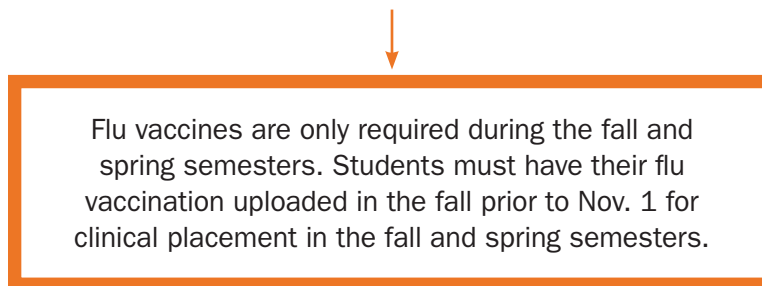 Flu vaccines are only required during the fall and
spring semesters. Students must have their flu
vaccination uploaded in the fall prior to Nov. 1 for
clinical placement in the fall and spring semesters.